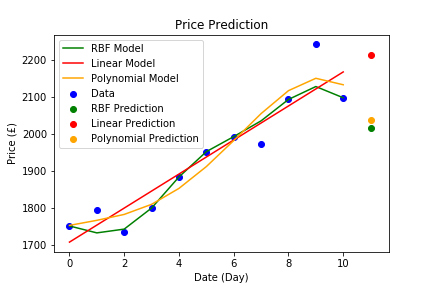 Price Prediction
RBF Model
Linear Model
Polynomial Model
Data
RBF Prediction
Linear Prediction
Polynomial Prediction
2200
2100
2000
1900
1800
1700
Price (£)
0 2 4 6 8 10
Date (Day)